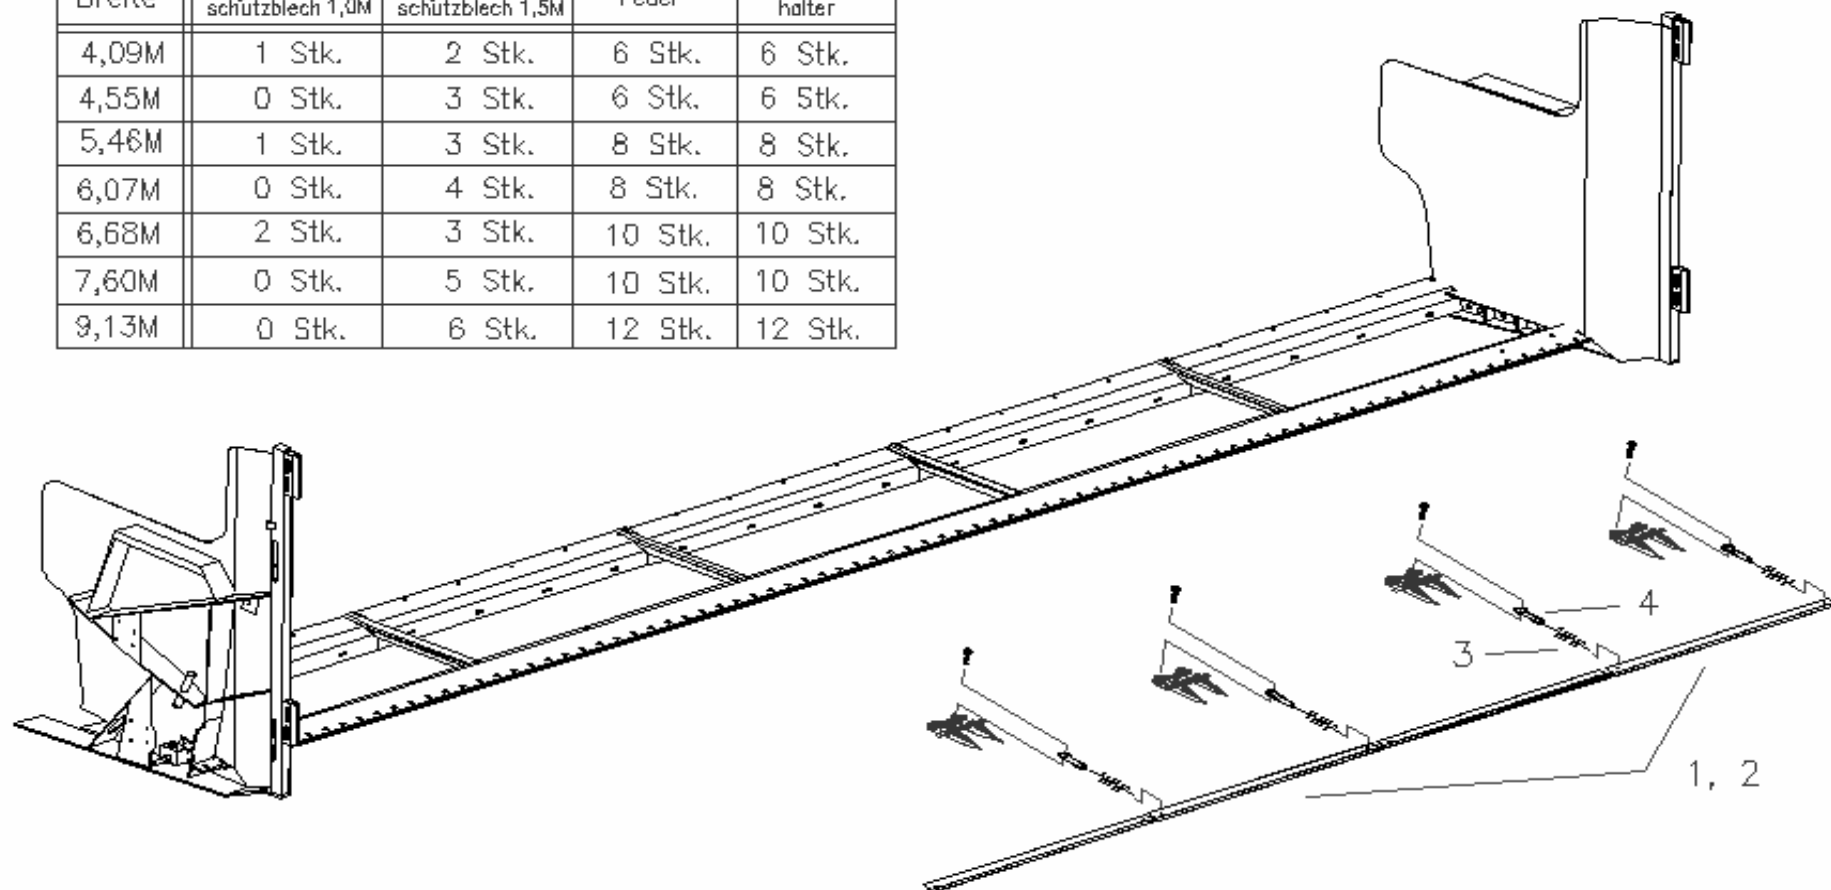 Breite schutzblech 1,0M schutzblech 1,5M Feder halter
4,09M 1 Stk. 2 Stk. 6 Stk. 6 Stk.
4,55M 0 Stk. 3 Stk. 6 Stk. 6 Stk.
5,46M 1 Stk. 3 Stk. 8 Stk. 8 Stk.
6,07M 0 Stk. 4 Stk. 8 Stk. 8 Stk.
6,68M 2 Stk. 3 Stk. 10 Stk. 10 Stk.
7,60M 0 Stk. 5 Stk. 10 Stk. 10 Stk.
9,13M 0 Stk. 6 Stk. 12 Stk. 12 Stk.
4
3
1, 2